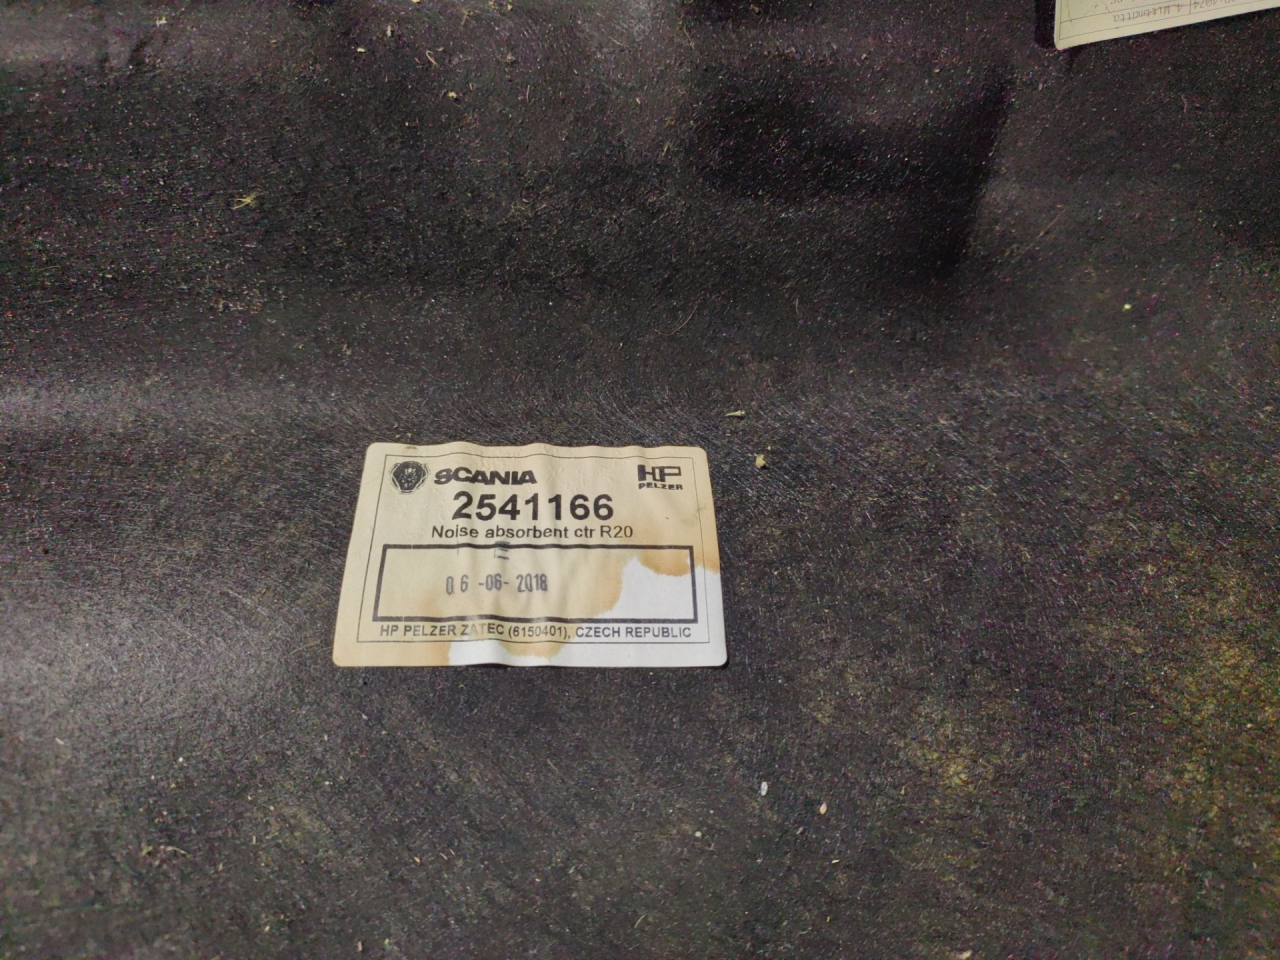 SCANIA
HP
PELZER
2541166
Noise absorbent ctr R20
06-06-2018
HP PELZER ZATEC (6150401), CZECH REPUBLIC